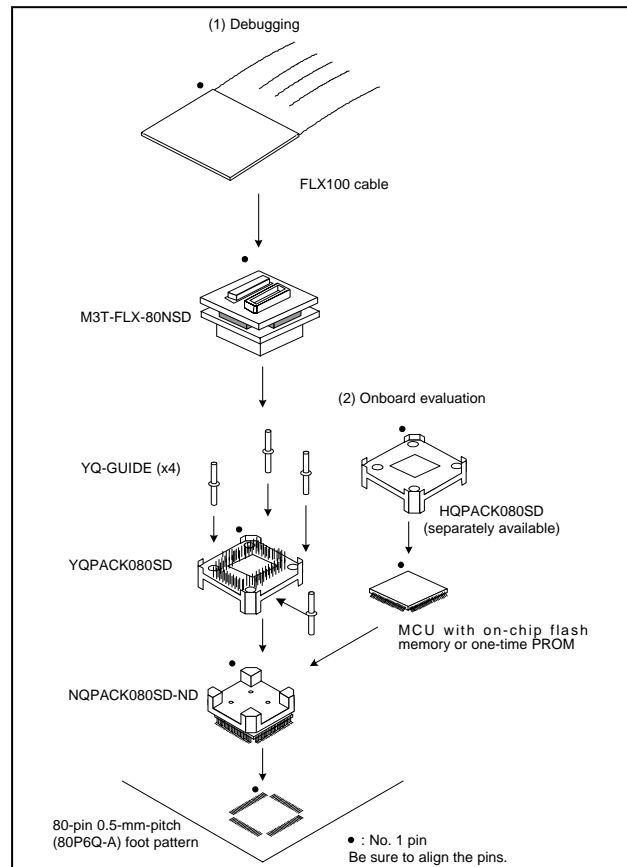 (1) Debugging
FLX100 cable
M3T-FLX-80NSD
(2) Onboard evaluation
YQ-GUIDE (x4)
HQPACK080SD
(separately available)
YQPACK080SD
MCU with on-chip flash
memory or one-time PROM
NQPACK080SD-ND
80-pin 0.5-mm-pitch
(80P6Q-A) foot pattern
● : No. 1 pin
Be sure to align the pins.